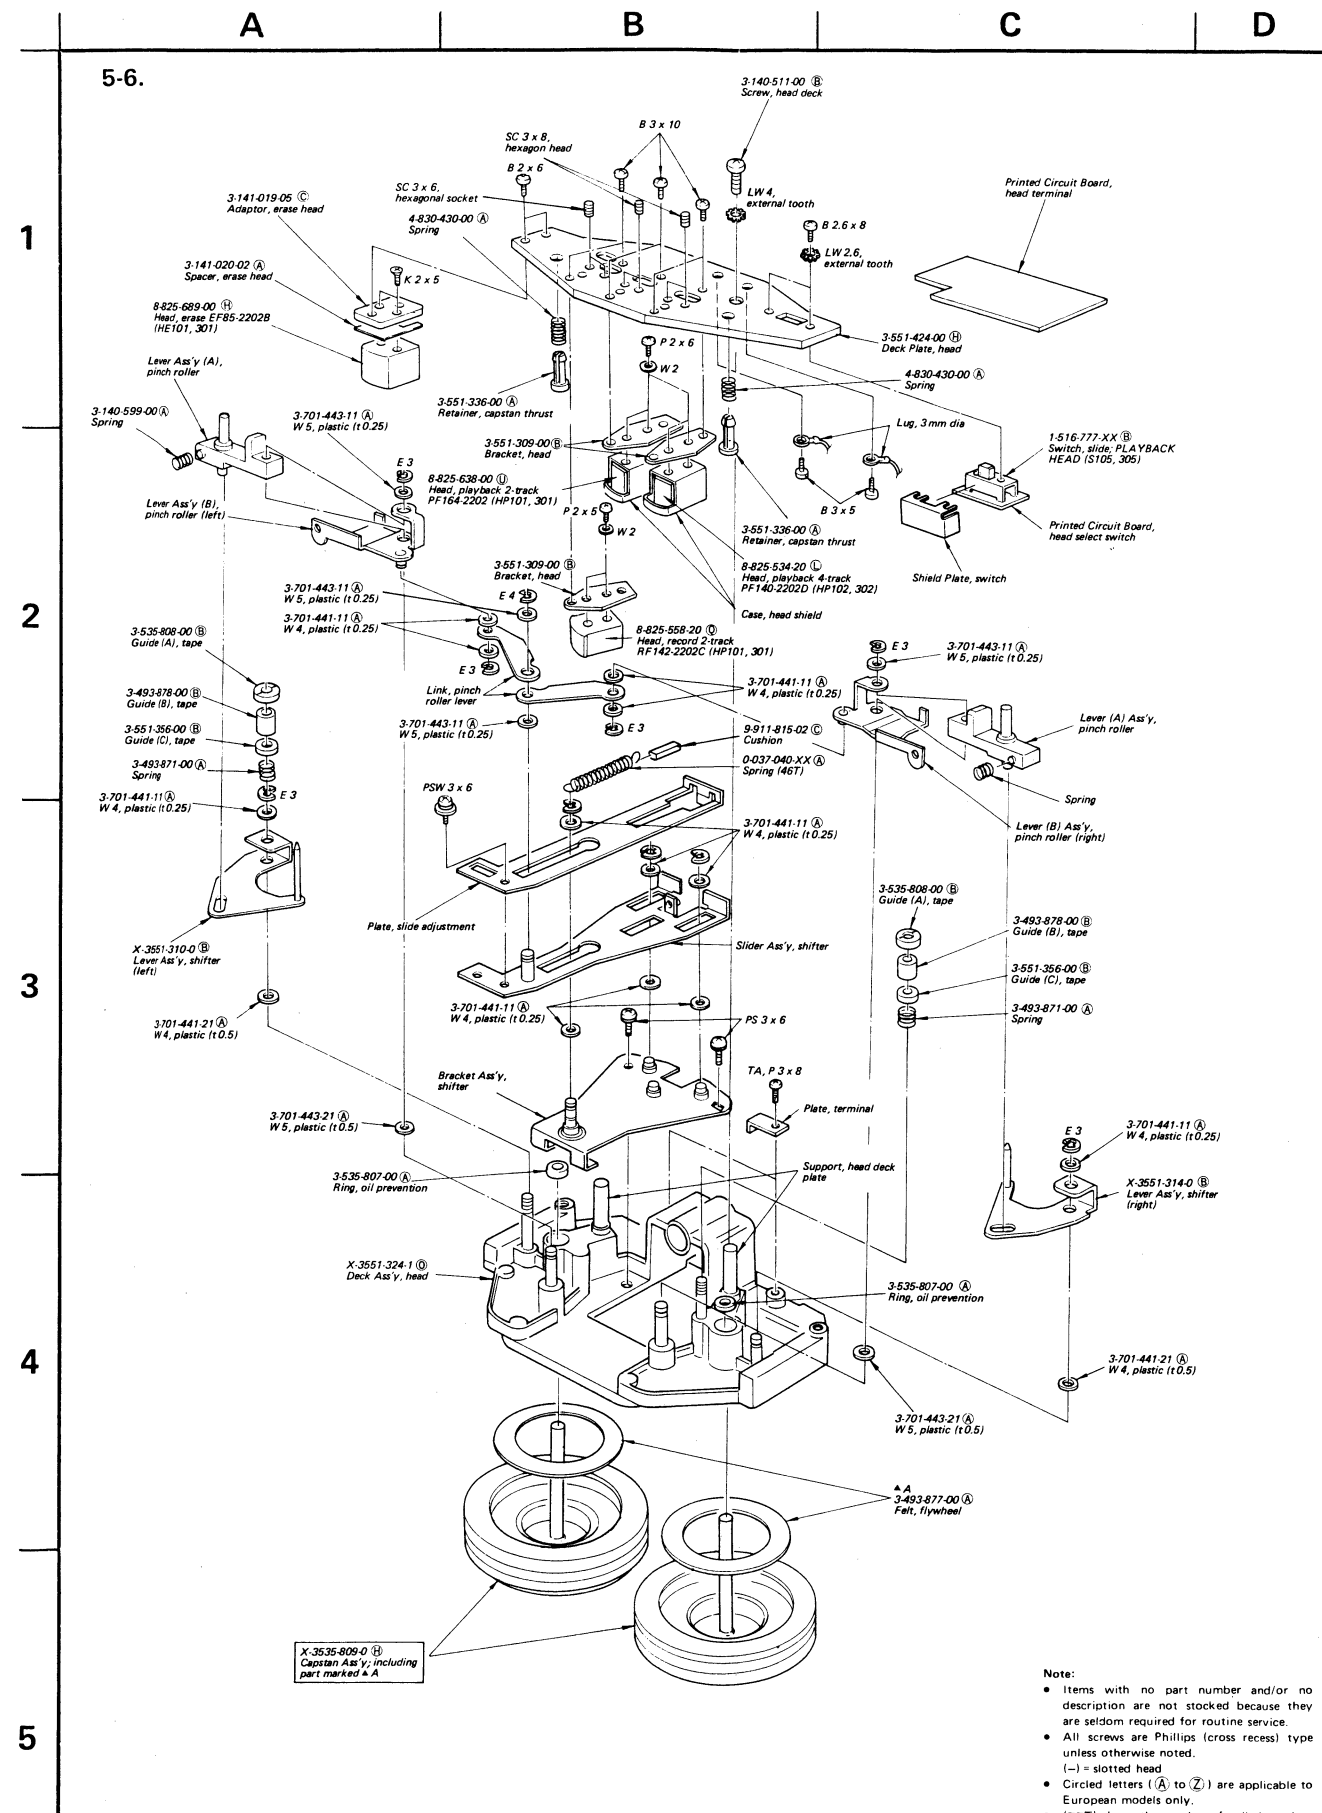 A B C D
5-6.
3-140-511-00 Ⓑ
Screw, head deck
B 3 x 10
SC 3 x 8,
hexagon head
B 2 x 6
SC 3 x 6,
hexagonal socket
4-830-430-00 Ⓐ
Spring
3-141-019-05 Ⓒ
Adaptor, erase head
LW 4,
external tooth
Printed Circuit Board,
head terminal
B 2.6 x 8
LW 2.6,
external tooth
1
3-141-020-02 Ⓐ
Spacer, erase head
K 2 x 5
8-825-689-00 Ⓗ
Head, erase EF85-2202B
(HE101, 301)
3-551-424-00 Ⓗ
Deck Plate, head
P 2 x 6
W 2
Lever Ass'y (A),
pinch roller
4-830-430-00 Ⓐ
Spring
3-551-336-00 Ⓐ
Retainer, capstan thrust
3-140-599-00 Ⓐ
Spring
3-701-443-11 Ⓐ
W 5, plastic (t 0.25)
Lug, 3 mm dia
3-551-309-00 Ⓑ
Bracket, head
1-516-777-XX Ⓑ
Switch, slide; PLAYBACK
HEAD (S105, 305)
E 3
8-825-638-00 Ⓤ
Head, playback 2-track
PF164-2202 (HP101, 301)
Lever Ass'y (B),
pinch roller (left)
P 2 x 5
W 2
B 3 x 5
3-551-336-00 Ⓐ
Retainer, capstan thrust
Printed Circuit Board,
head select switch
3-551-309-00 Ⓑ
Bracket, head
8-825-534-20 Ⓛ
Head, playback 4-track
PF140-2202D (HP102, 302)
Shield Plate, switch
3-701-443-11 Ⓐ
W 5, plastic (t 0.25)
E 4
Case, head shield
2
3-701-441-11 Ⓐ
W 4, plastic (t 0.25)
3-535-808-00 Ⓑ
Guide (A), tape
8-825-558-20 Ⓠ
Head, record 2-track
RF142-2202C (HP101, 301)
E 3
3-701-443-11 Ⓐ
W 5, plastic (t 0.25)
E 3
3-493-878-00 Ⓑ
Guide (B), tape
Link, pinch
roller lever
3-701-441-11 Ⓐ
W 4, plastic (t 0.25)
3-551-356-00 Ⓑ
Guide (C), tape
3-701-443-11 Ⓐ
W 5, plastic (t 0.25)
E 3
9-911-815-02 Ⓒ
Cushion
Lever (A) Ass'y,
pinch roller
3-493-871-00 Ⓐ
Spring
0-037-040-XX Ⓐ
Spring (46T)
E 3
3-701-441-11 Ⓐ
W 4, plastic (t 0.25)
PSW 3 x 6
Spring
3-701-441-11 Ⓐ
W 4, plastic (t 0.25)
Lever (B) Ass'y,
pinch roller (right)
3-535-808-00 Ⓑ
Guide (A), tape
Plate, slide adjustment
3-493-878-00 Ⓑ
Guide (B), tape
X-3551-310-0 Ⓑ
Lever Ass'y, shifter
(left)
Slider Ass'y, shifter
3-551-356-00 Ⓑ
Guide (C), tape
3
3-701-441-11 Ⓐ
W 4, plastic (t 0.25)
3-493-871-00 Ⓐ
Spring
3-701-441-21 Ⓐ
W 4, plastic (t 0.5)
PS 3 x 6
Bracket Ass'y,
shifter
TA, P 3 x 8
Plate, terminal
3-701-443-21 Ⓐ
W 5, plastic (t 0.5)
E 3
3-701-441-11 Ⓐ
W 4, plastic (t 0.25)
3-535-807-00 Ⓐ
Ring, oil prevention
Support, head deck
plate
X-3551-314-0 Ⓑ
Lever Ass'y, shifter
(right)
X-3551-324-1 Ⓠ
Deck Ass'y, head
3-535-807-00 Ⓐ
Ring, oil prevention
4
3-701-441-21 Ⓐ
W 4, plastic (t 0.5)
3-701-443-21 Ⓐ
W 5, plastic (t 0.5)
▲ A
3-493-877-00 Ⓐ
Felt, flywheel
X-3535-809-0 Ⓗ
Capstan Ass'y; including
part marked ▲ A
5
Note:
• Items with no part number and/or no
description are not stocked because they
are seldom required for routine service.
• All screws are Phillips (cross recess) type
unless otherwise noted.
(—) = slotted head
• Circled letters ( Ⓐ to Ⓩ ) are applicable to
European models only.